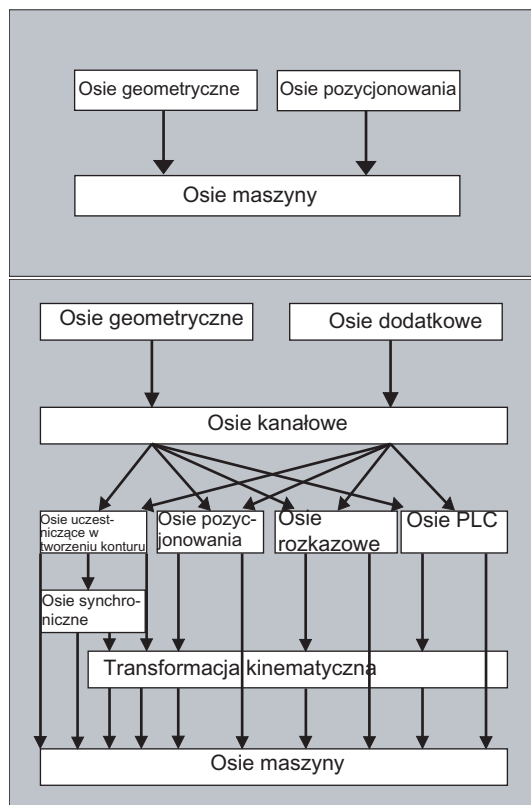 Osie geometryczne
Osie pozycjonowania
Osie maszyny
Osie geometryczne
Osie dodatkowe
Osie kanałowe
Osie uczest-
niczące w
tworzeniu konturu
Osie pozyc-
jonowania
Osie
rozkazowe
Osie PLC
Osie synchro-
niczne
Transformacja kinematyczna
Osie maszyny